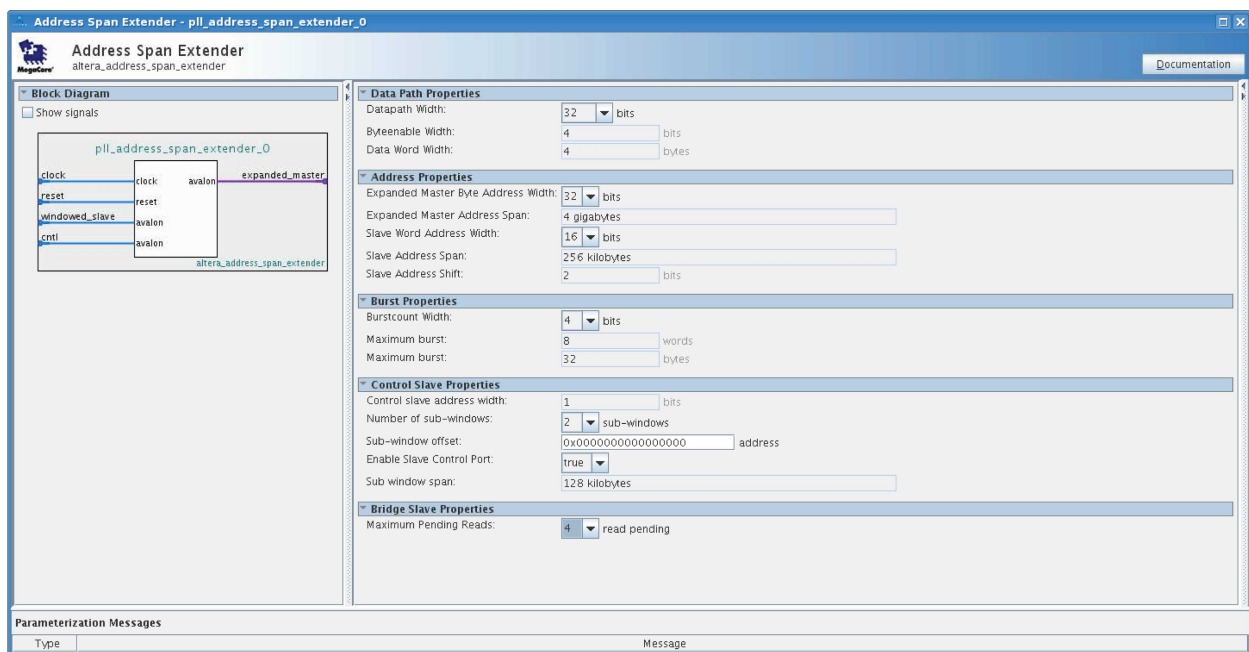 Address Span Extender - pll_address_span_extender_0
MegaCore'
Address Span Extender
altera_address_span_extender
Documentation
Block Diagram
Show signals
pll_address_span_extender_0
clock
clock
avalon
expanded_master
reset
reset
windowed_slave
avalon
cntl
avalon
altera_address_span_extender
Data Path Properties
Datapath Width: 32 bits
Byteenable Width: 4 bits
Data Word Width: 4 bytes
Address Properties
Expanded Master Byte Address Width: 32 bits
Expanded Master Address Span: 4 gigabytes
Slave Word Address Width: 16 bits
Slave Address Span: 256 kilobytes
Slave Address Shift: 2 bits
Burst Properties
Burstcount Width: 4 bits
Maximum burst: 8 words
Maximum burst: 32 bytes
Control Slave Properties
Control slave address width: 1 bits
Number of sub-windows: 2 sub-windows
Sub-window offset: 0x0000000000000000 address
Enable Slave Control Port: true
Sub window span: 128 kilobytes
Bridge Slave Properties
Maximum Pending Reads: 4 read pending
Parameterization Messages
Type Message